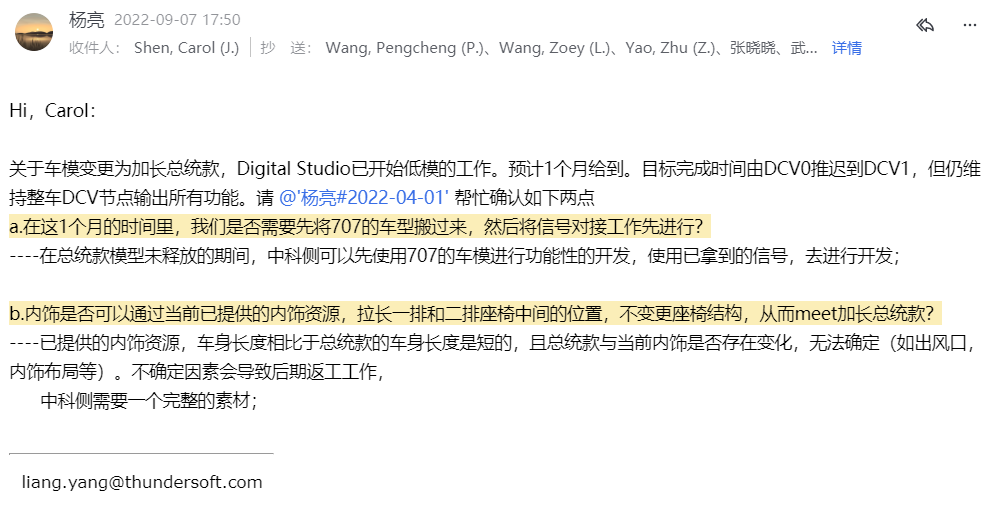 杨亮 2022-09-07 17:50
收件人： Shen, Carol (J.) 抄 送： Wang, Pengcheng (P.)、Wang, Zoey (L.)、Yao, Zhu (Z.)、张晓晓、武... 详情
Hi，Carol：
关于车模变更为加长总统款，Digital Studio已开始低模的工作。预计1个月给到。目标完成时间由DCV0推迟到DCV1，但仍维
持整车DCV节点输出所有功能。请 @'杨亮#2022-04-01' 帮忙确认如下两点
a.在这1个月的时间里，我们是否需要先将707的车型搬过来，然后将信号对接工作先进行？
----在总统款模型未释放的期间，中科侧可以先使用707的车模进行功能性的开发，使用已拿到的信号，去进行开发；
b.内饰是否可以通过当前已提供的内饰资源，拉长一排和二排座椅中间的位置，不变更座椅结构，从而meet加长总统款？
----已提供的内饰资源，车身长度相比于总统款的车身长度是短的，且总统款与当前内饰是否存在变化，无法确定（如出风口，
内饰布局等）。不确定因素会导致后期返工工作，
中科侧需要一个完整的素材；
liang.yang@thundersoft.com